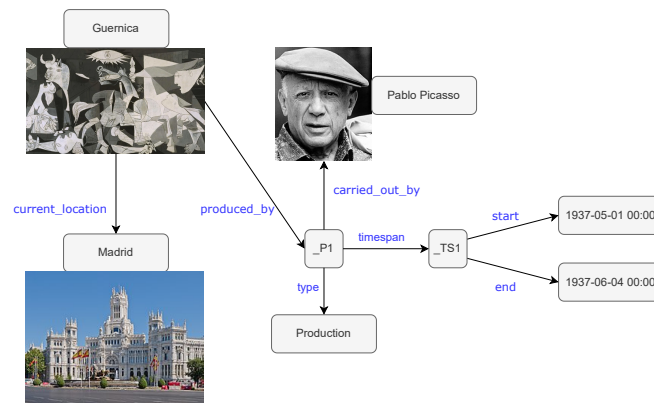 Guernica
Pablo Picasso
current_location
produced_by
carried_out_by
Madrid
_P1
timespan
_TS1
start
1937-05-01 00:00
end
1937-06-04 00:00
type
Production